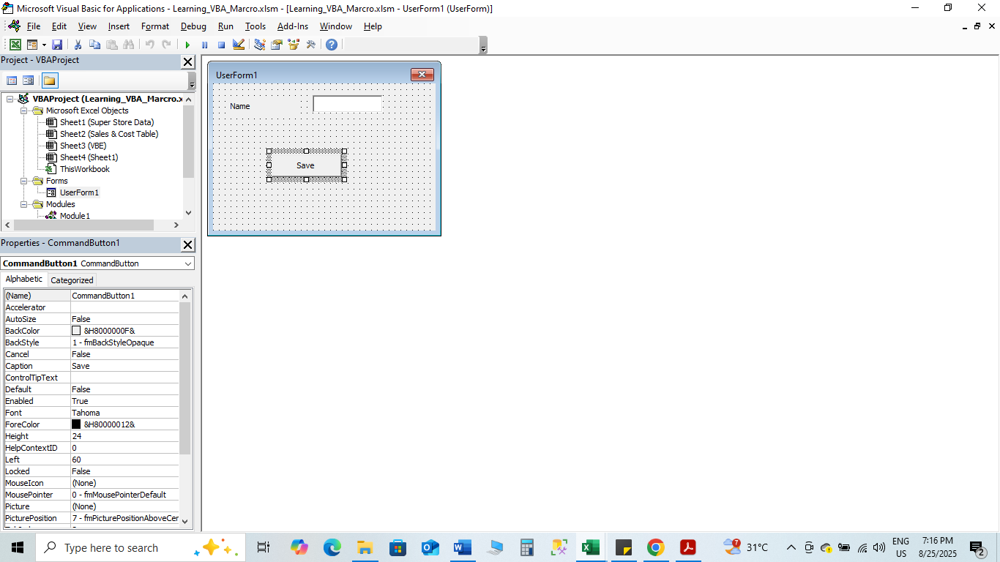 Microsoft Visual Basic for Applications - Learning_VBA_Marcro.xlsm - [Learning_VBA_Marcro.xlsm - UserForm1 (UserForm)]
File Edit View Insert Format Debug Run Tools Add-Ins Window Help
Project - VBAProject
VBAProject (Learning_VBA_Marcro.x
Microsoft Excel Objects
Sheet1 (Super Store Data)
Sheet2 (Sales & Cost Table)
Sheet3 (VBE)
Sheet4 (Sheet1)
ThisWorkbook
Forms
UserForm1
Modules
Module1
UserForm1
Name
Save
Properties - CommandButton1
CommandButton1 CommandButton
Alphabetic Categorized
(Name) CommandButton1
Accelerator
AutoSize False
BackColor &H8000000F&
BackStyle 1 - fmBackStyleOpaque
Cancel False
Caption Save
ControlTipText
Default False
Enabled True
Font Tahoma
ForeColor &H80000012&
Height 24
HelpContextID 0
Left 60
Locked False
MouseIcon (None)
MousePointer 0 - fmMousePointerDefault
Picture (None)
PicturePosition 7 - fmPicturePositionAboveCer
Type here to search
7
31°C
ENG
US
7:16 PM
8/25/2025
2